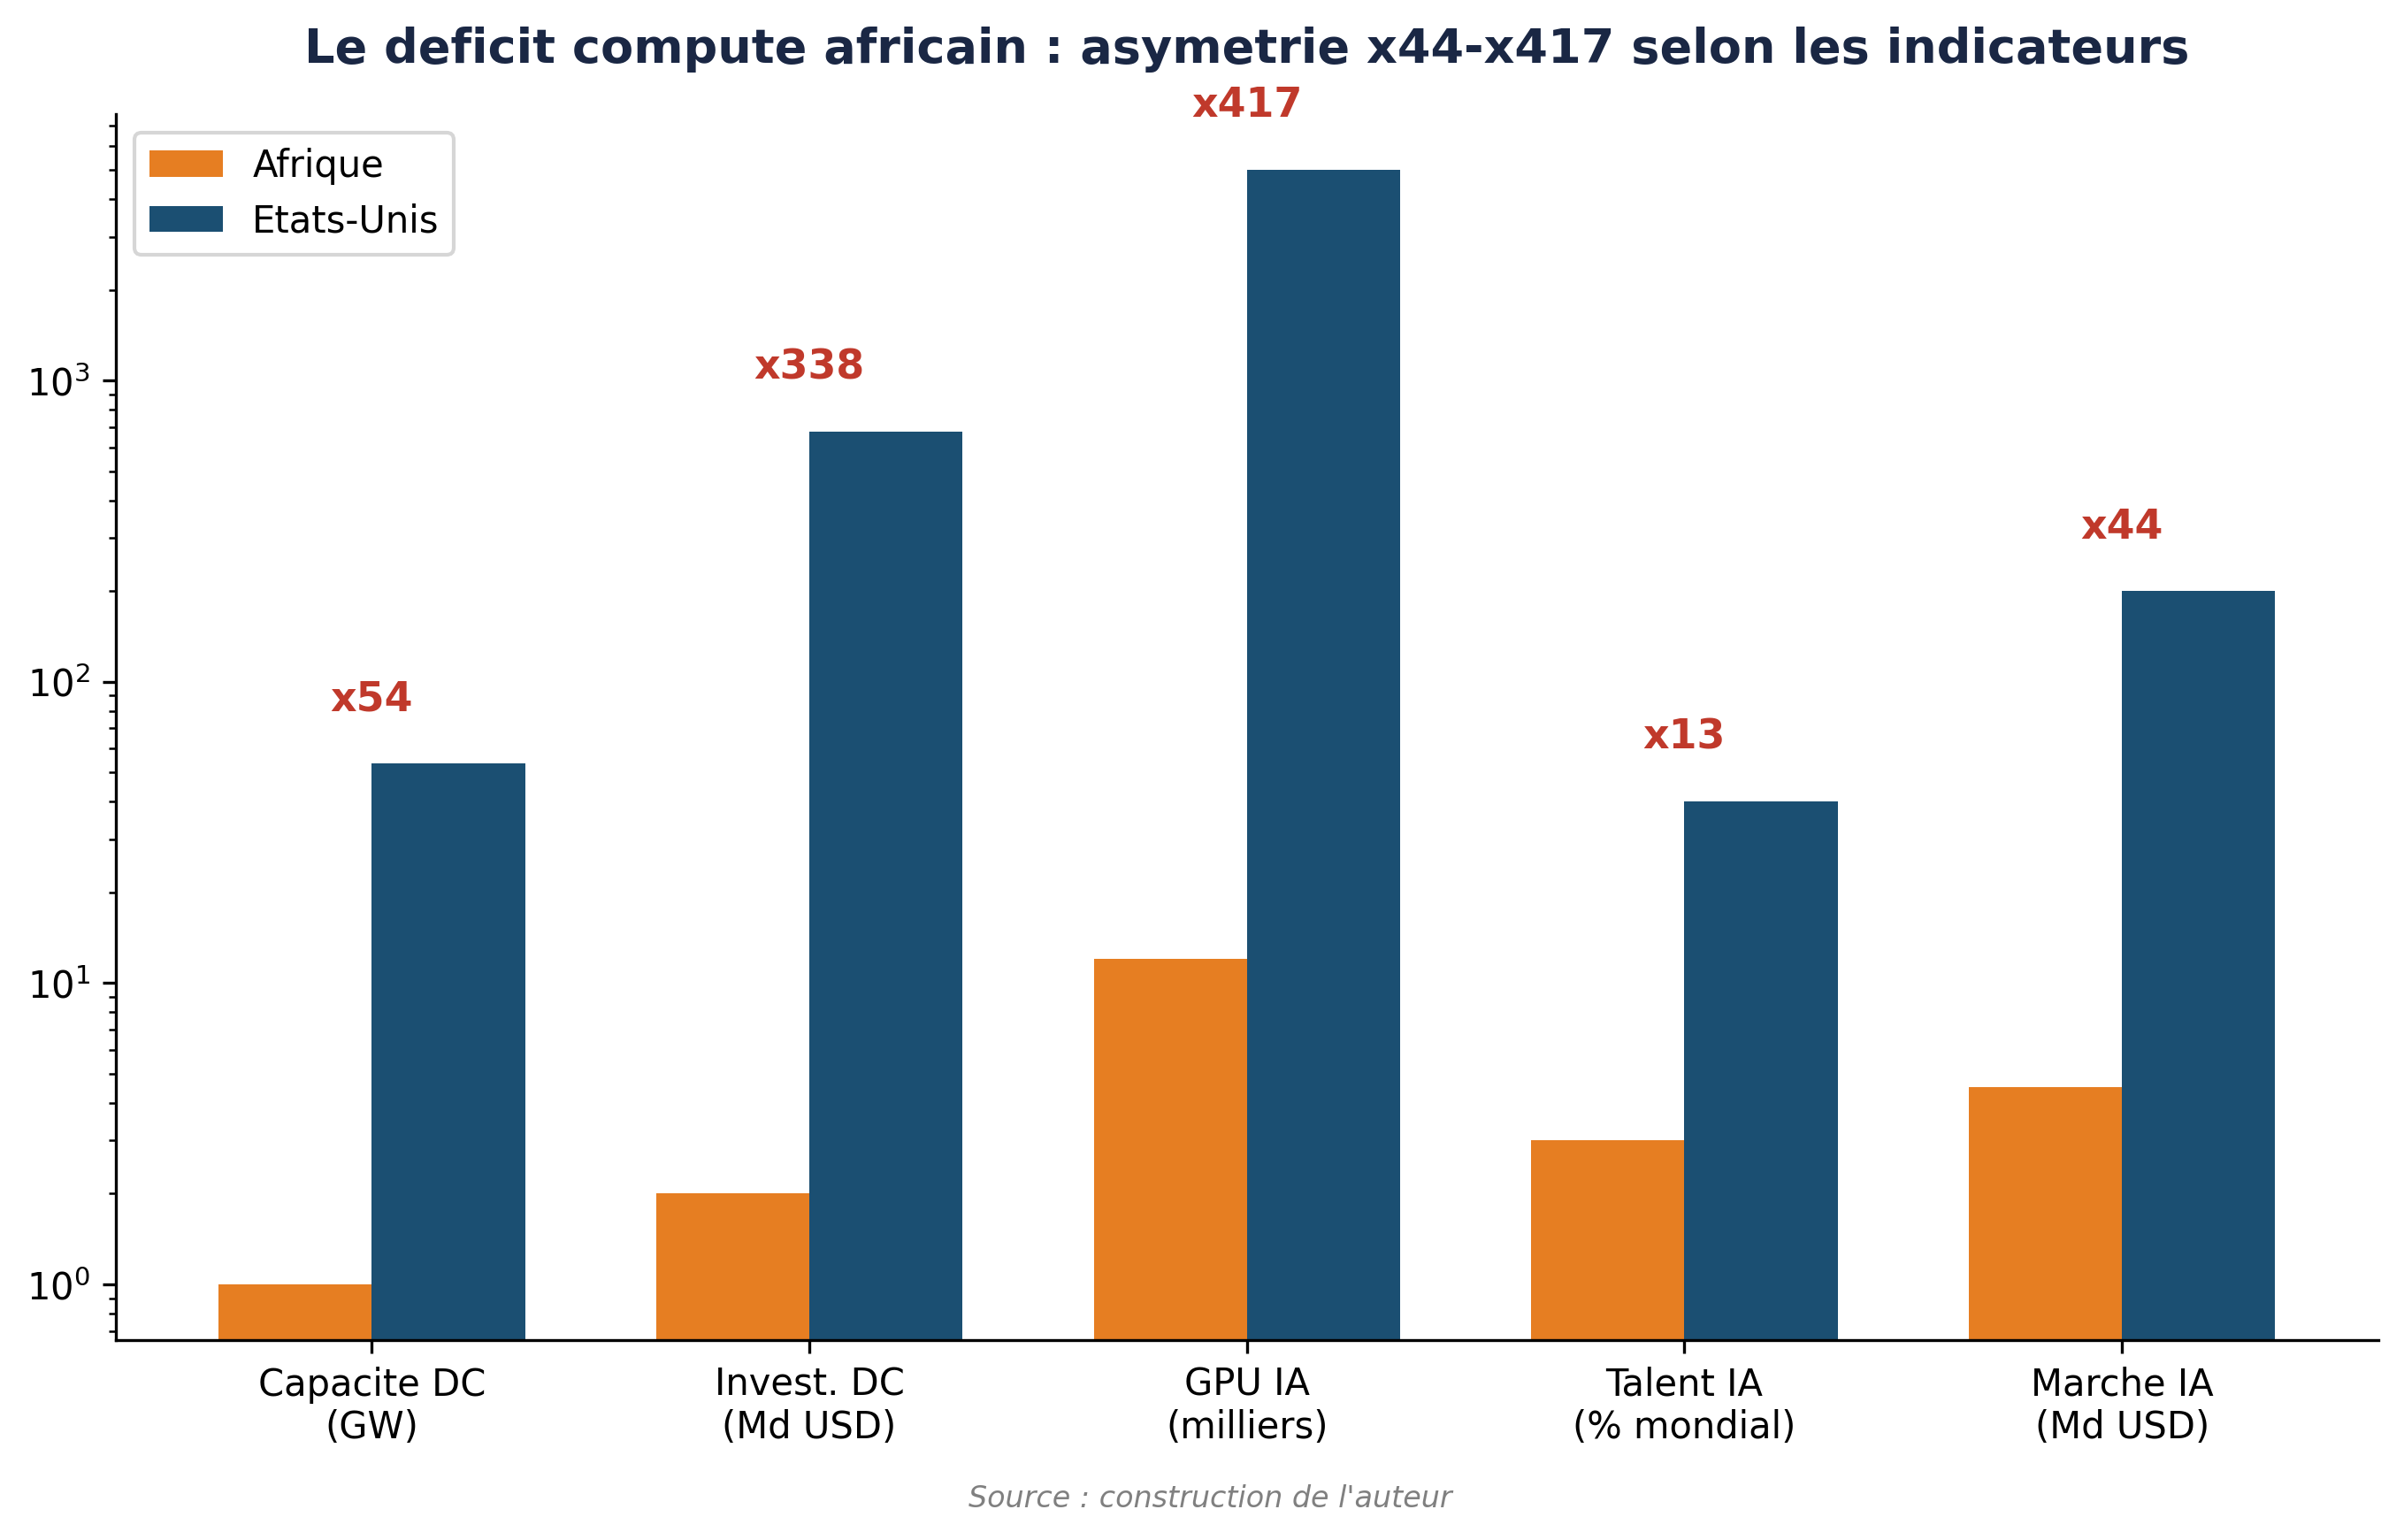 Le deficit compute africain : asymetrie x44-x417 selon les indicateurs
x417
Afrique
Etats-Unis
x338
10³
x44
x54
10²
x13
10¹
10⁰
Capacite DC
(GW)
Invest. DC
(Md USD)
GPU IA
(milliers)
Talent IA
(% mondial)
Marche IA
(Md USD)
Source : construction de l'auteur